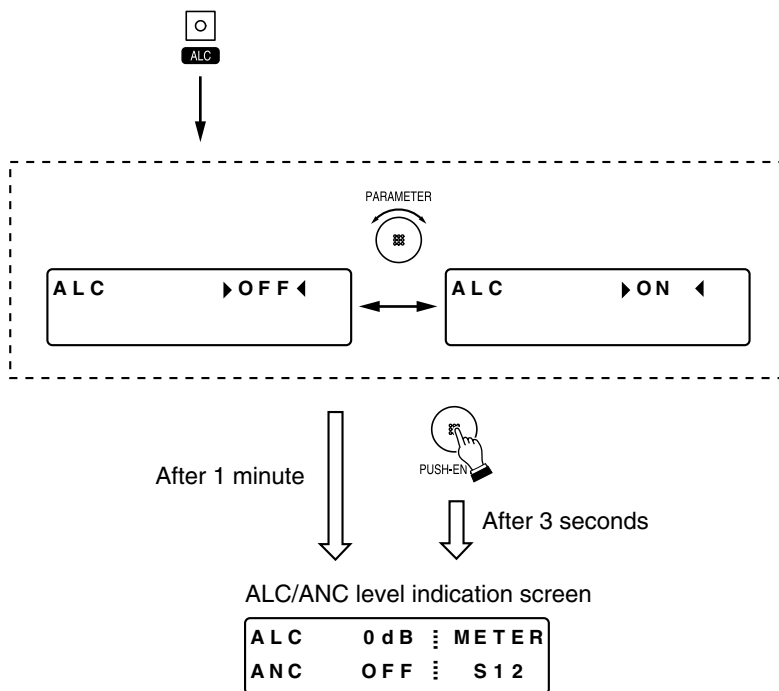 ALC
PARAMETER
ALC ▶OFF◀
ALC ▶ON ◀
After 1 minute
PUSH-EN
After 3 seconds
ALC/ANC level indication screen
ALC 0dB METER
ANC OFF S12